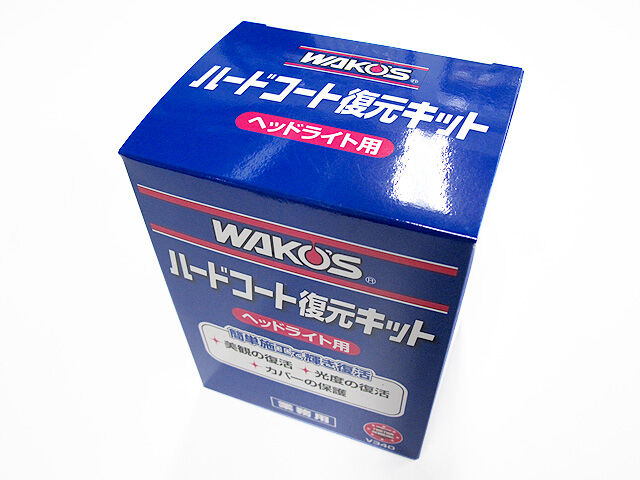 WAKO'S®
ハードコート復元キット
ヘッドライト用
WAKO'S®
ハードコート復元キット
ヘッドライト用
簡単施工で輝き復活
✦美観の復活 ✦光度の復活
✦カバーの保護
業務用
V340